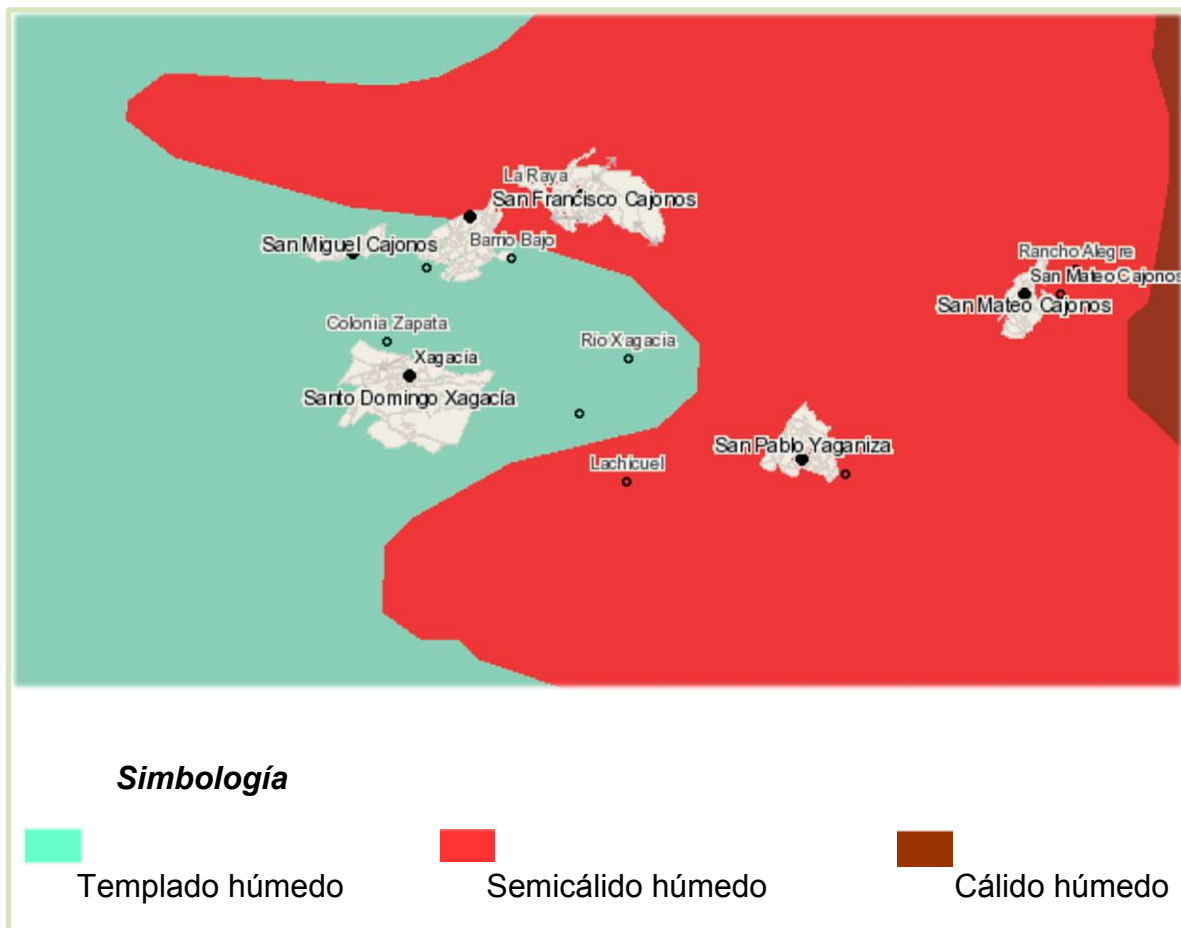 La Raya
San Francisco Cajonos
San Miguel Cajonos
Barrio Bajo
Rancho Alegre
San Mateo Cajonos
San Mateo Cajonos
Colonia Zapata
Rio Xagacia
Xagacia
Santo Domingo Xagacía
San Pablo Yaganiza
Lachicuel
Simbología
Templado húmedo
Semicálido húmedo
Cálido húmedo